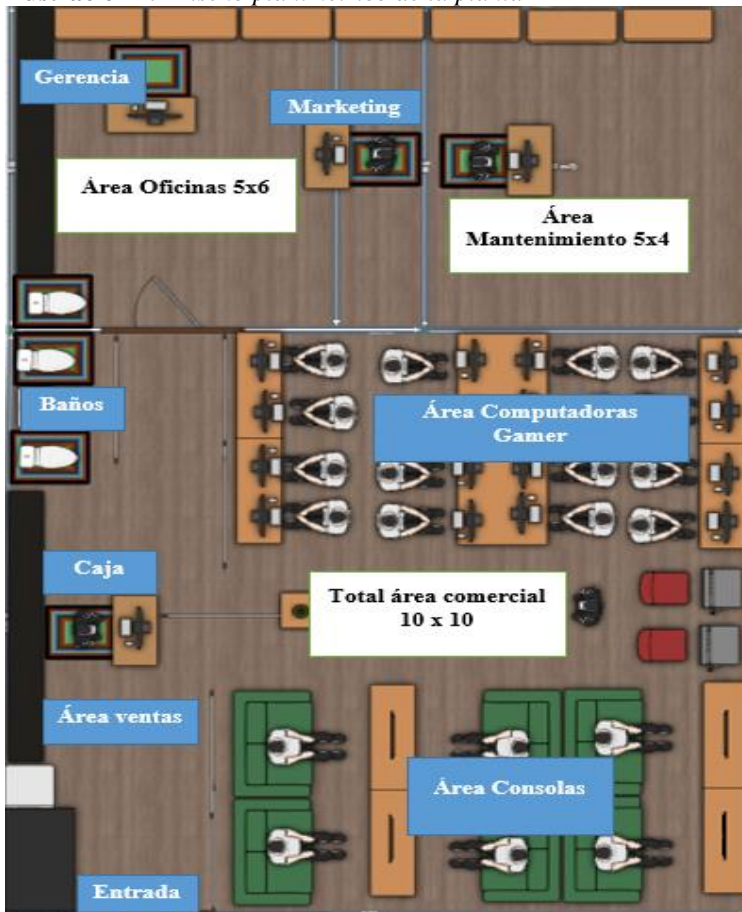 Gerencia
Marketing
Área Oficinas 5x6
Área
Mantenimiento 5x4
Baños
Área Computadoras
Gamer
Caja
Total área comercial
10 x 10
Área ventas
Área Consolas
Entrada